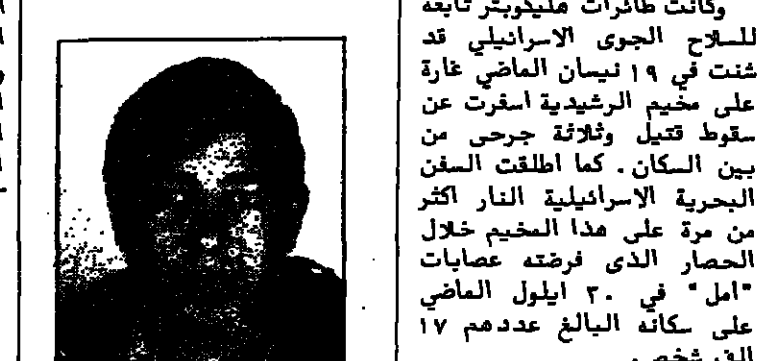 وكانت طائرات هليكوبتر تابعه
للسلاح الجوى الاسرائيلي قد
شنت في ١٩ نيسان الماضي غارة
على مخيم الرشيدية اسفرت عن
سقوط قتيل وثلاثة جرحى من
بين السكان. كما اطلقت السفن
البحرية الاسرائيلية النار اكثر
من مرة على هذا المخيم خلال
الحصار الذى فرضته عصابات
"امل" في ٣٠ ايلول الماضي
على سكانه البالغ عددهم ١٧
الف شخص.